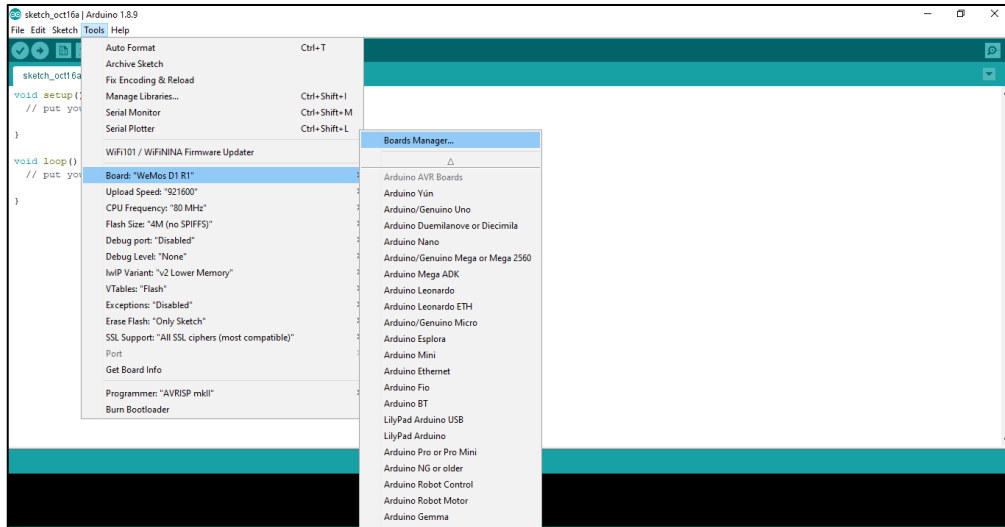 sketch_oct16a | Arduino 1.8.9
File Edit Sketch Tools Help
sketch_oct16a
void setup()
// put you
}
void loop()
// put you
}
Auto Format Ctrl+T
Archive Sketch
Fix Encoding & Reload
Manage Libraries... Ctrl+Shift+I
Serial Monitor Ctrl+Shift+M
Serial Plotter Ctrl+Shift+L
WiFi101 / WiFiNINA Firmware Updater
Board: "WeMos D1 R1"
Upload Speed: "921600"
CPU Frequency: "80 MHz"
Flash Size: "4M (no SPIFFS)"
Debug port: "Disabled"
Debug Level: "None"
IwIP Variant: "v2 Lower Memory"
VTables: "Flash"
Exceptions: "Disabled"
Erase Flash: "Only Sketch"
SSL Support: "All SSL ciphers (most compatible)"
Port
Get Board Info
Programmer: "AVRISP mkII"
Burn Bootloader
Boards Manager...
Arduino AVR Boards
Arduino Yún
Arduino/Genuino Uno
Arduino Duemilanove or Diecimila
Arduino Nano
Arduino/Genuino Mega or Mega 2560
Arduino Mega ADK
Arduino Leonardo
Arduino Leonardo ETH
Arduino/Genuino Micro
Arduino Esplora
Arduino Mini
Arduino Ethernet
Arduino Fio
Arduino BT
LilyPad Arduino USB
LilyPad Arduino
Arduino Pro or Pro Mini
Arduino NG or older
Arduino Robot Control
Arduino Robot Motor
Arduino Gemma